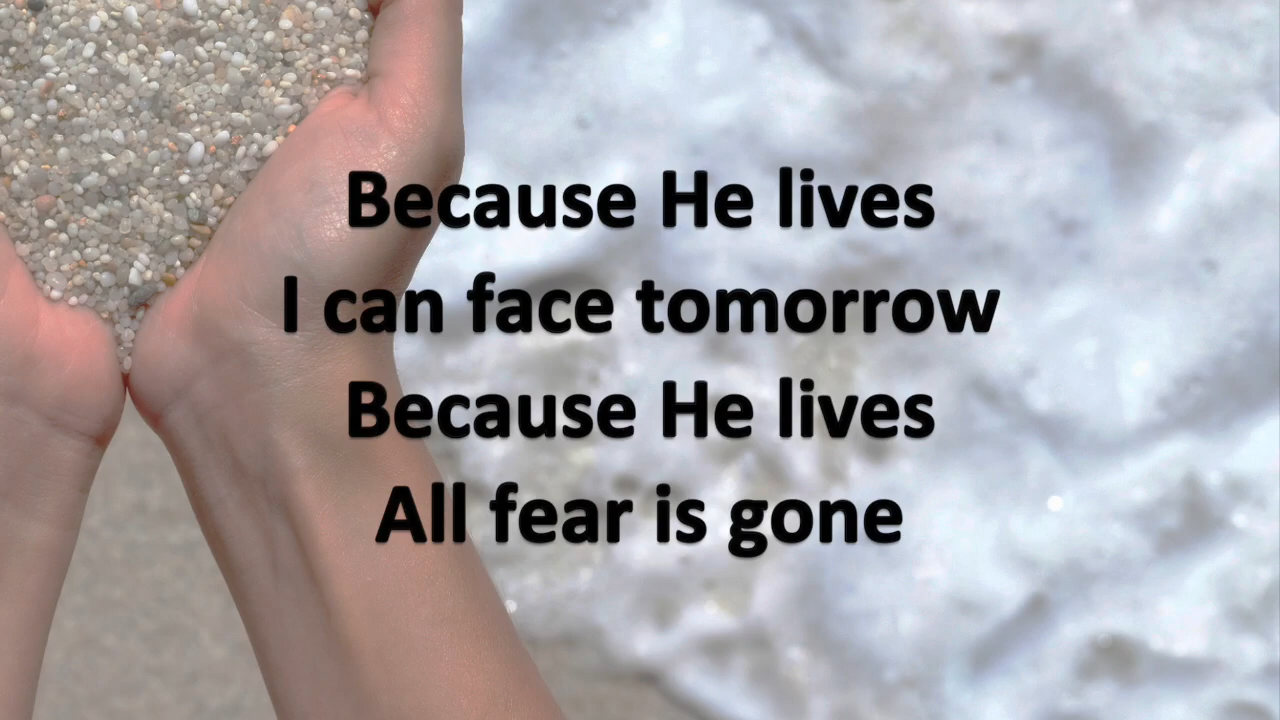 Because He lives
I can face tomorrow
Because He lives
All fear is gone